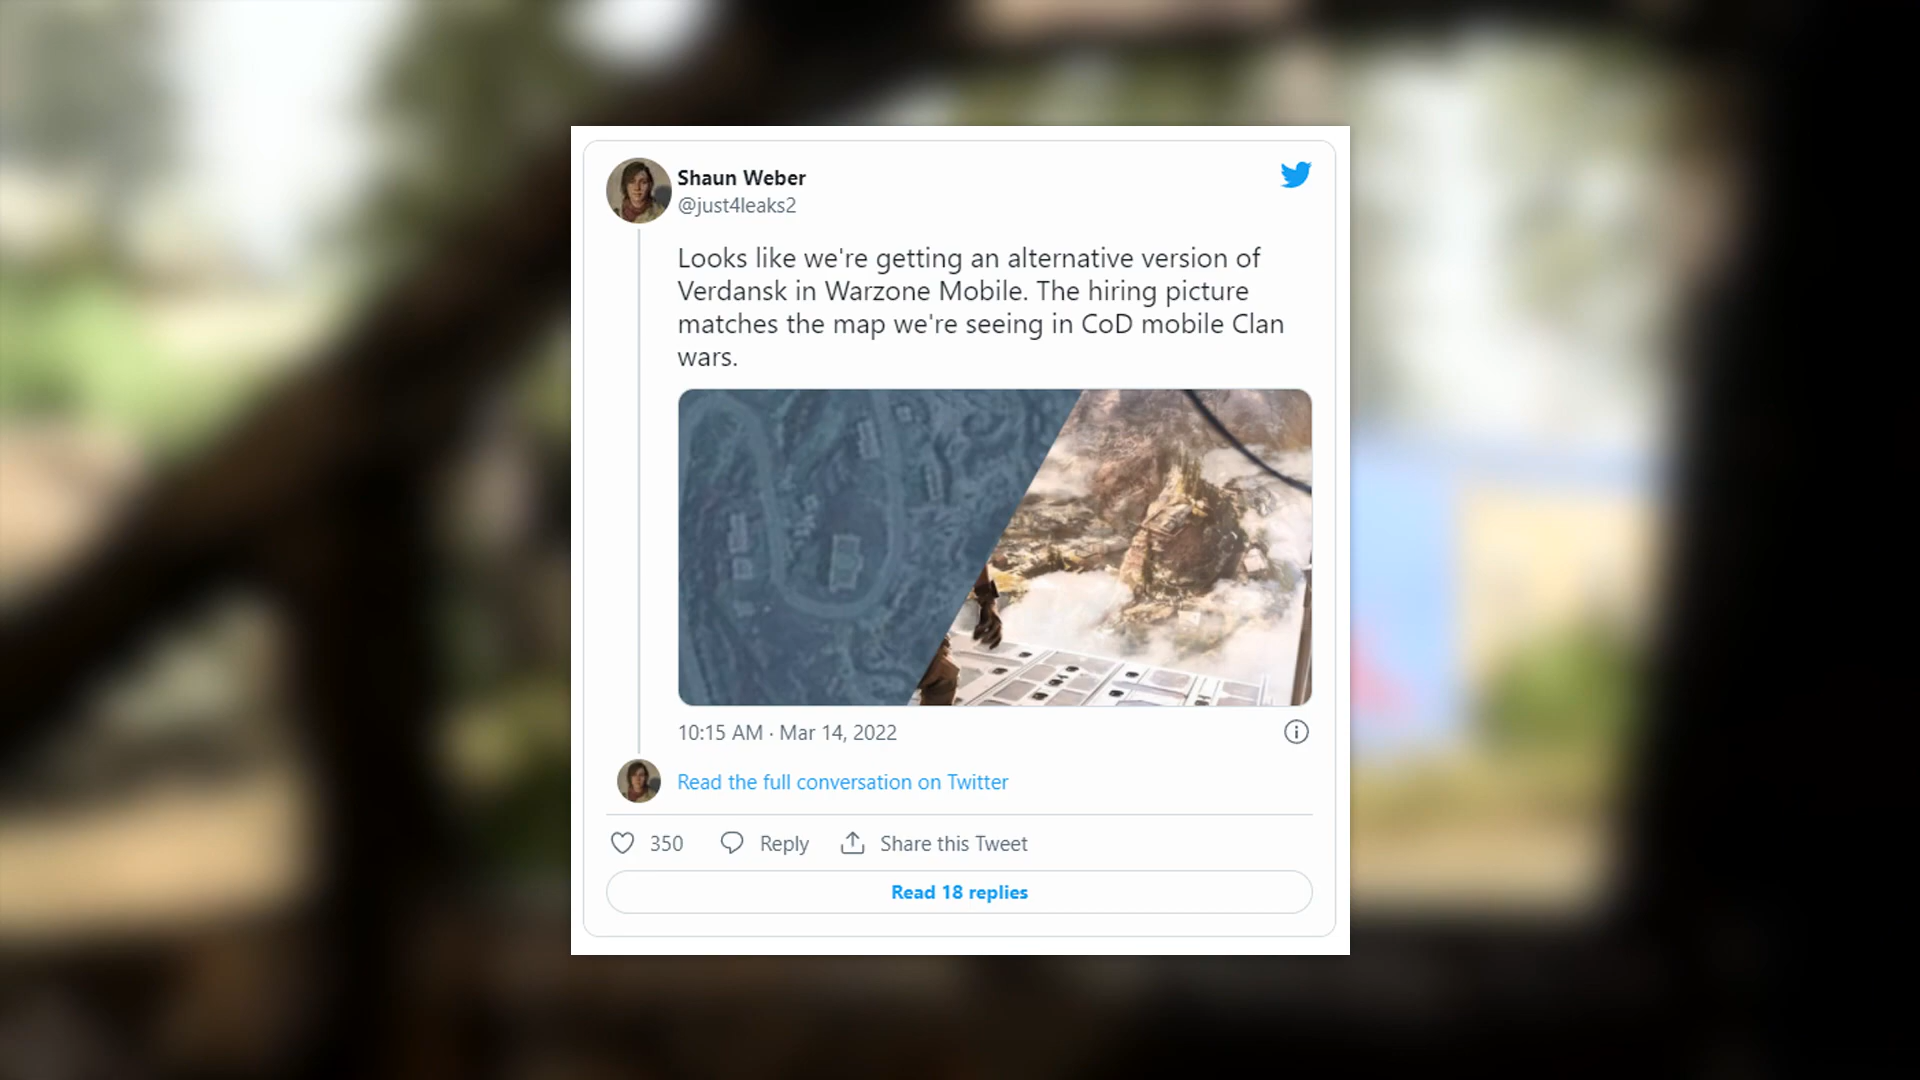 Shaun Weber
@just4leaks2
Looks like we're getting an alternative version of
Verdansk in Warzone Mobile. The hiring picture
matches the map we're seeing in CoD mobile Clan
wars.
10:15 AM · Mar 14, 2022
Read the full conversation on Twitter
350 Reply Share this Tweet
Read 18 replies